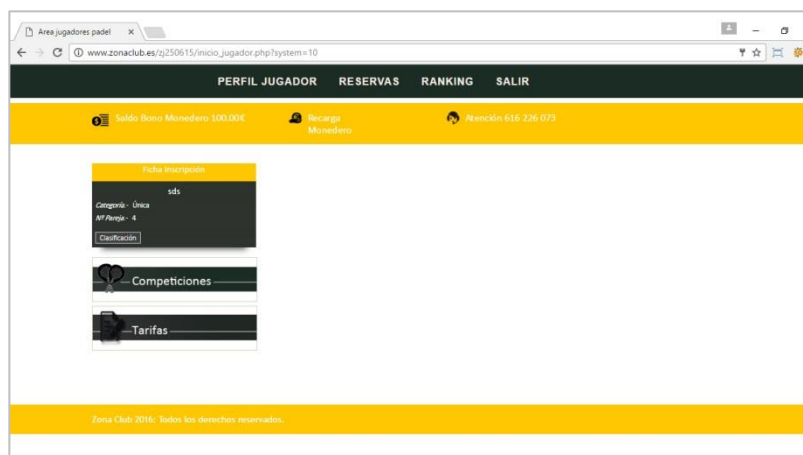 Area jugadores padel
www.zonaclub.es/zj250615/inicio_jugador.php?system=10
PERFIL JUGADOR RESERVAS RANKING SALIR
Saldo Bono Monedero 100.00€
Recarga
Monedero
Atención 616 226 073
Ficha Inscripción
sds
Categoría - Única
Nº Pareja - 4
Clasificación
Competiciones
Tarifas
Zona Club 2016: Todos los derechos reservados.